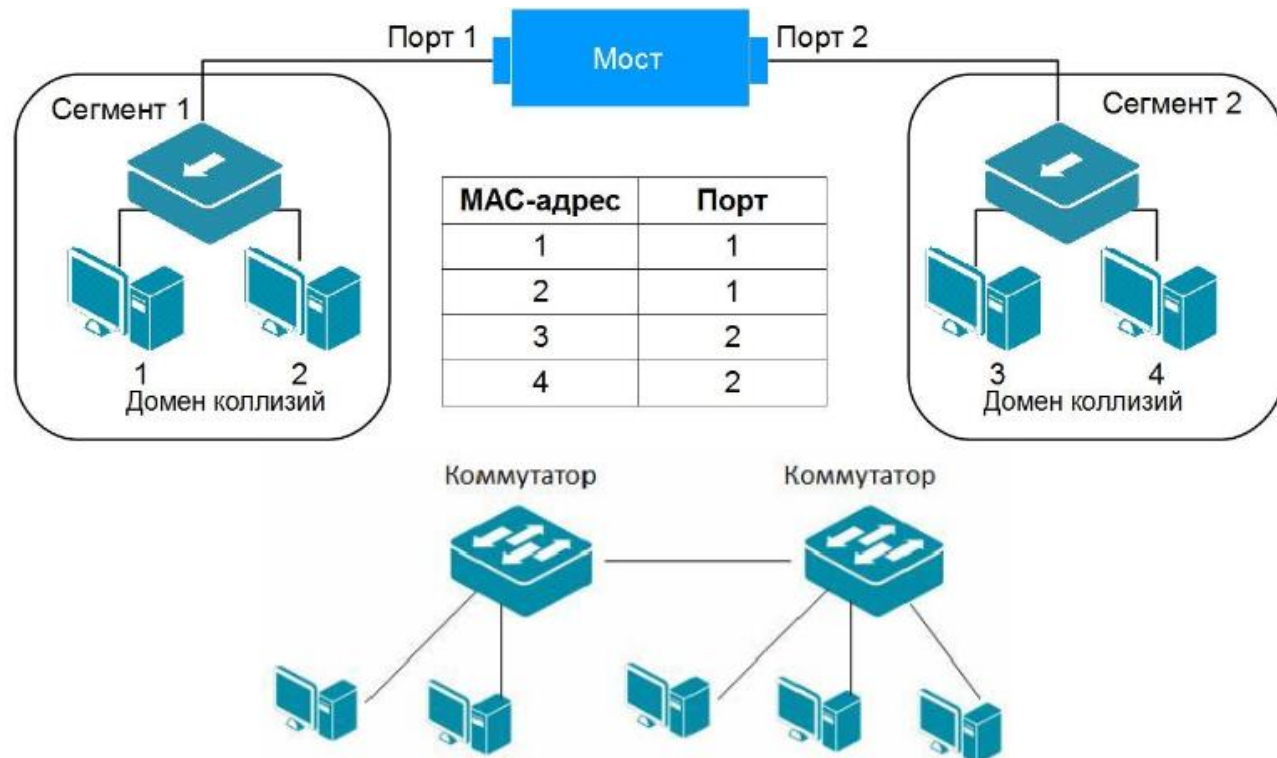 Порт 1
Мост
Порт 2
Сегмент 1
Сегмент 2
MAC-адрес Порт
1 1
2 1
3 2
4 2
1 2
Домен коллизий
3 4
Домен коллизий
Коммутатор Коммутатор